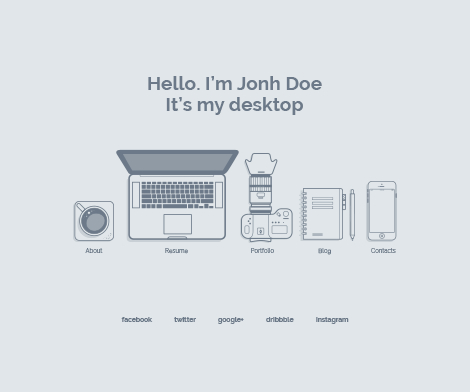 Hello. I'm Jonh Doe
It's my desktop
About Resume Portfolio Blog Contacts
facebook twitter google+ dribbble instagram